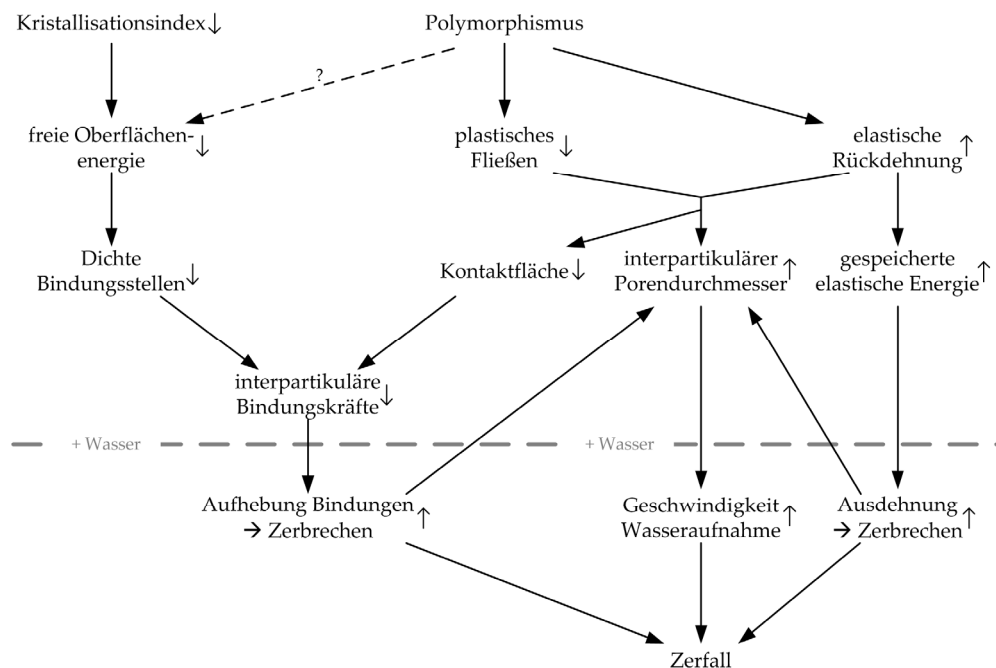 Kristallisationsindex↓
Polymorphismus
?
freie Oberflächen-
energie ↓
plastisches
Fließen ↓
elastische
Rückdehnung ↑
Dichte
Bindungsstellen ↓
Kontaktfläche ↓
interpartikulärer
Porendurchmesser ↑
gespeicherte
elastische Energie ↑
interpartikuläre
Bindungskräfte ↓
+ Wasser
+ Wasser
Aufhebung Bindungen
→ Zerbrechen ↑
Geschwindigkeit
Wasseraufnahme ↑
Ausdehnung
→ Zerbrechen ↑
Zerfall